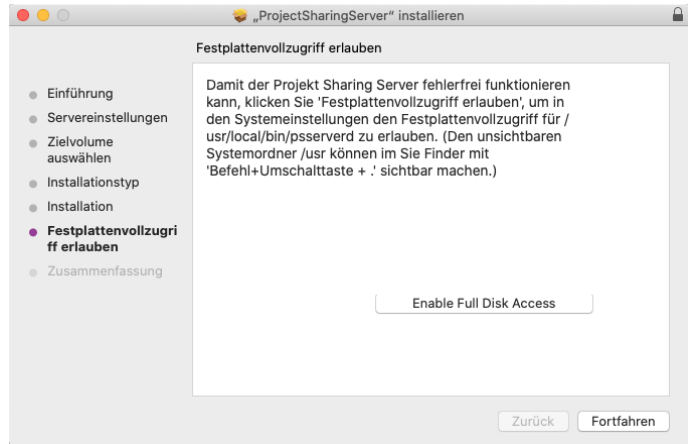 „ProjectSharingServer“ installieren
Festplattenvollzugriff erlauben
Einführung
Servereinstellungen
Zielvolume
auswählen
Installationstyp
Installation
Festplattenvollzugri
ff erlauben
Zusammenfassung
Damit der Projekt Sharing Server fehlerfrei funktionieren
kann, klicken Sie 'Festplattenvollzugriff erlauben', um in
den Systemeinstellungen den Festplattenvollzugriff für /
usr/local/bin/psserverd zu erlauben. (Den unsichtbaren
Systemordner /usr können im Sie Finder mit
'Befehl+Umschalttaste + .' sichtbar machen.)
Enable Full Disk Access
Zurück
Fortfahren